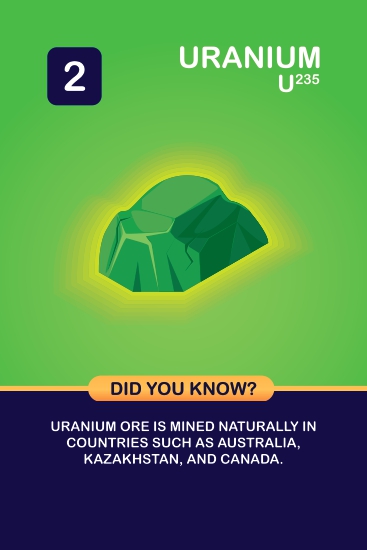 2
URANIUM
U²³⁵
DID YOU KNOW?
URANIUM ORE IS MINED NATURALLY IN
COUNTRIES SUCH AS AUSTRALIA,
KAZAKHSTAN, AND CANADA.